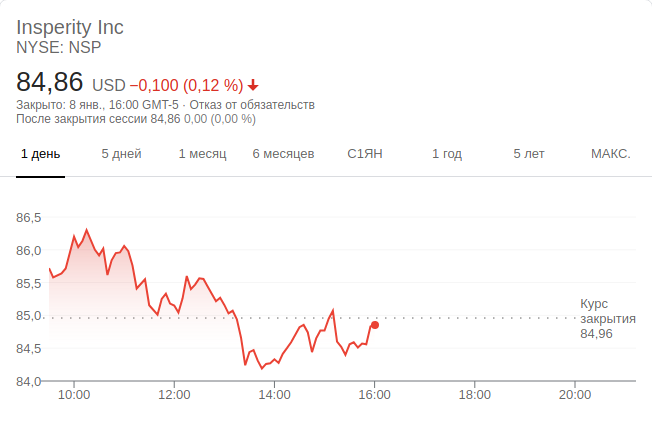 Insperity Inc
NYSE: NSP
84,86 USD −0,100 (0,12 %)
Закрыто: 8 янв., 16:00 GMT-5 · Отказ от обязательств
После закрытия сессии 84,86 0,00 (0,00 %)
1 день 5 дней 1 месяц 6 месяцев С1ЯН 1 год 5 лет МАКС.
86,5
86,0
85,5
85,0
84,5
84,0
Курс
закрытия
84,96
10:00 12:00 14:00 16:00 18:00 20:00